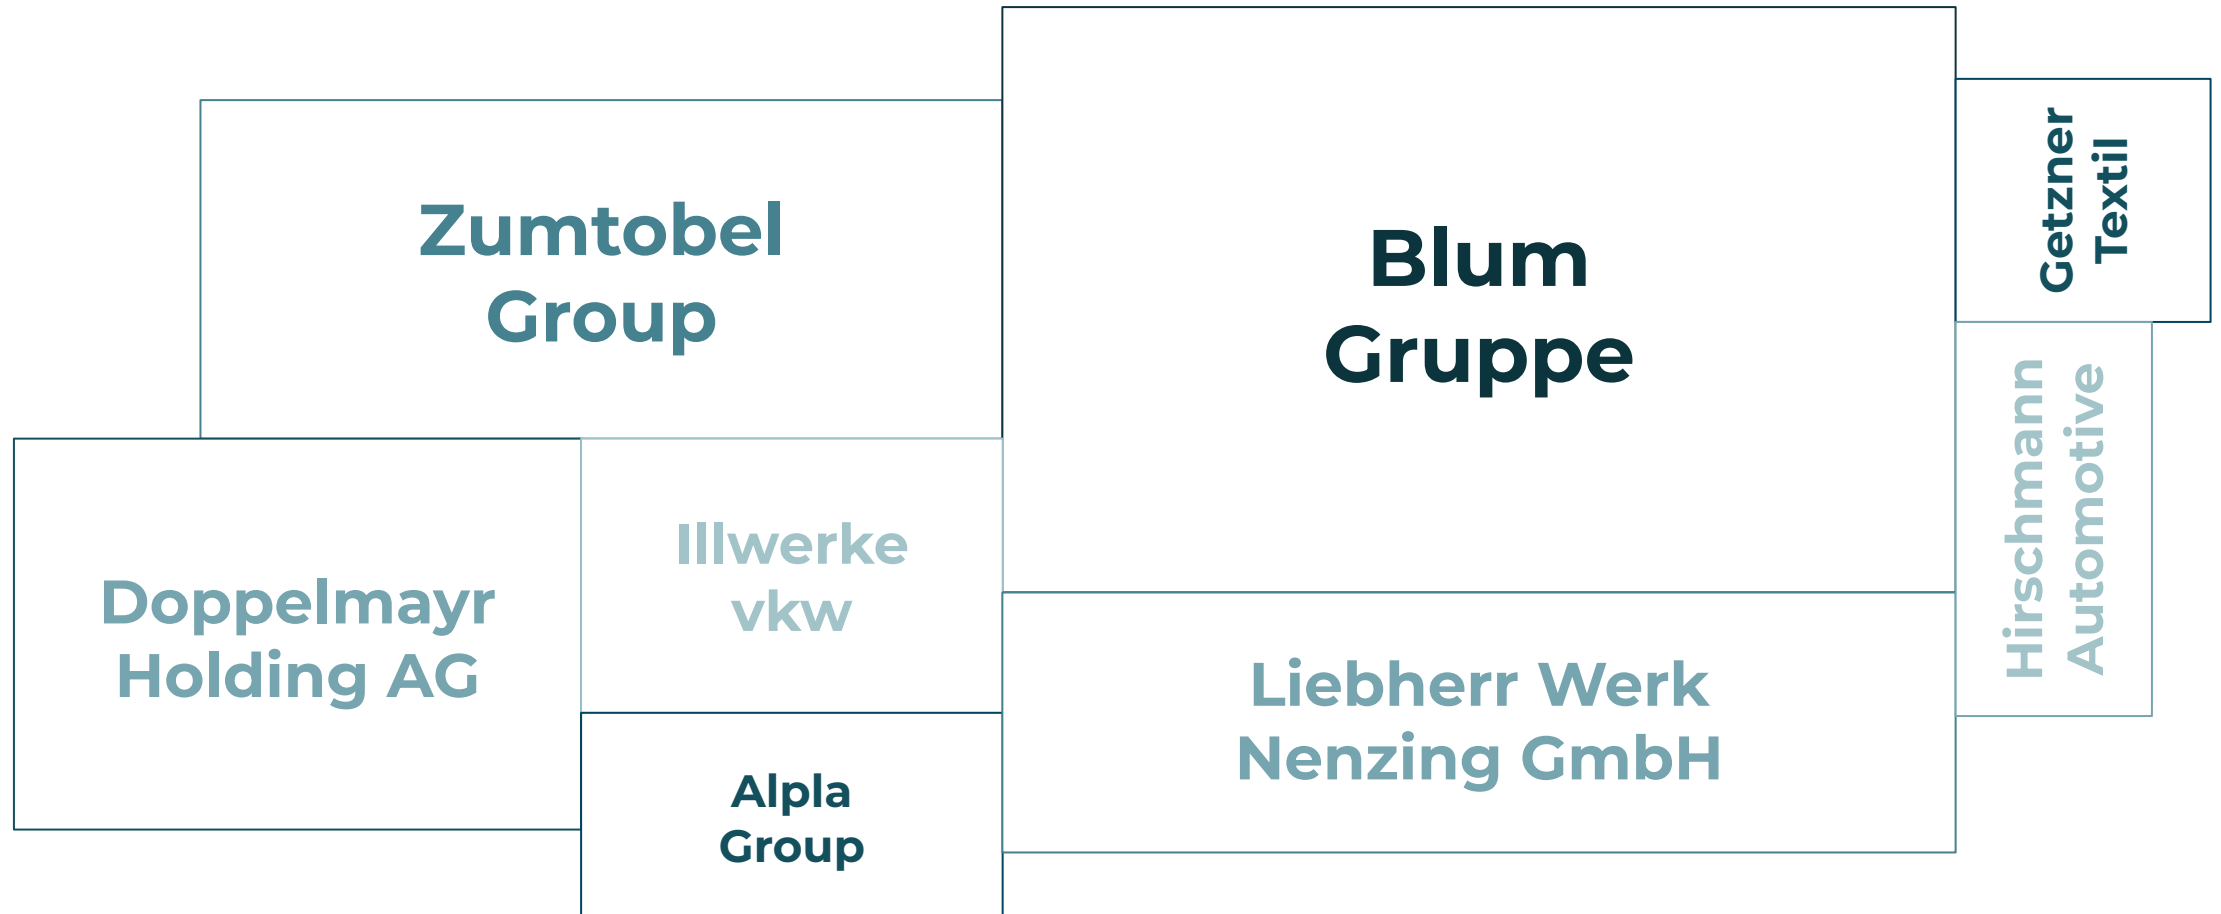 Zumtobel
Group
Blum
Gruppe
Getzner
Textil
Doppelmayr
Holding AG
Illwerke
vkw
Hirschmann
Automotive
Liebherr Werk
Nenzing GmbH
Alpla
Group